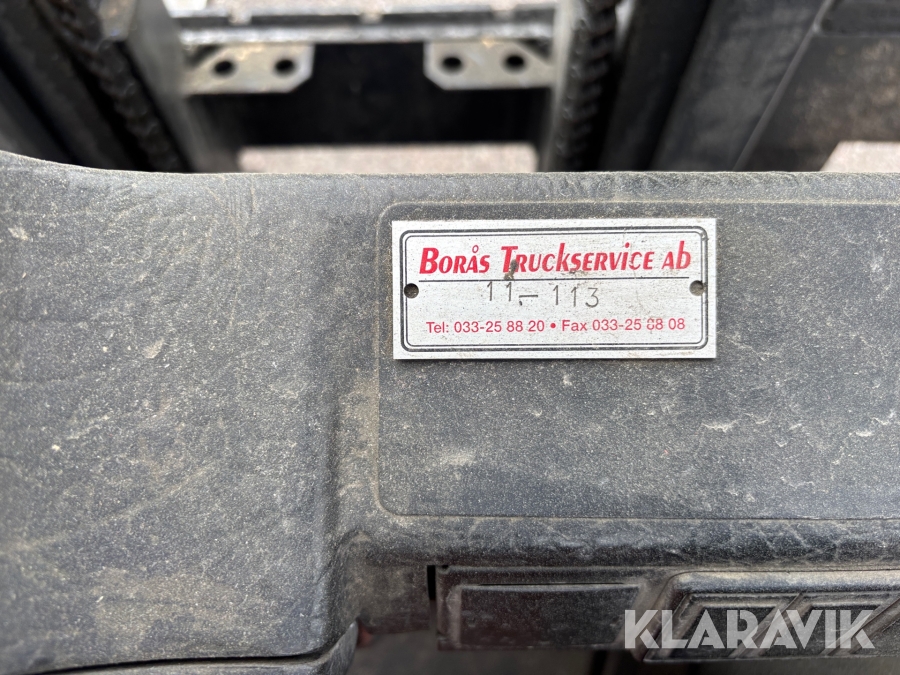 Borås Truckservice ab
11-113
Tel: 033-25 88 20 • Fax 033-25 88 08
KLARAVIK